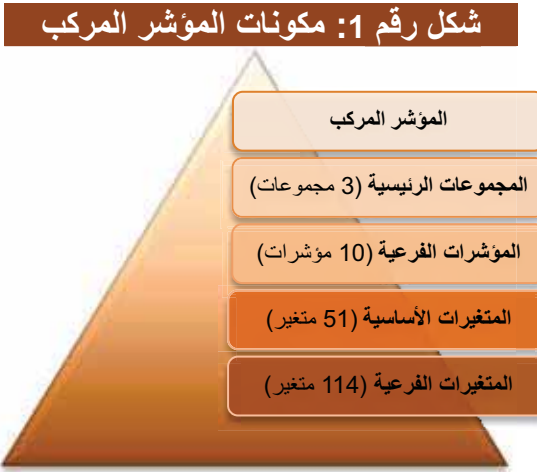 شكل رقم 1: مكونات المؤشر المركب
المؤشر المركب
المجموعات الرئيسية (3 مجموعات)
المؤشرات الفرعية (10 مؤشرات)
المتغيرات الأساسية (51 متغير)
المتغيرات الفرعية (114 متغير)